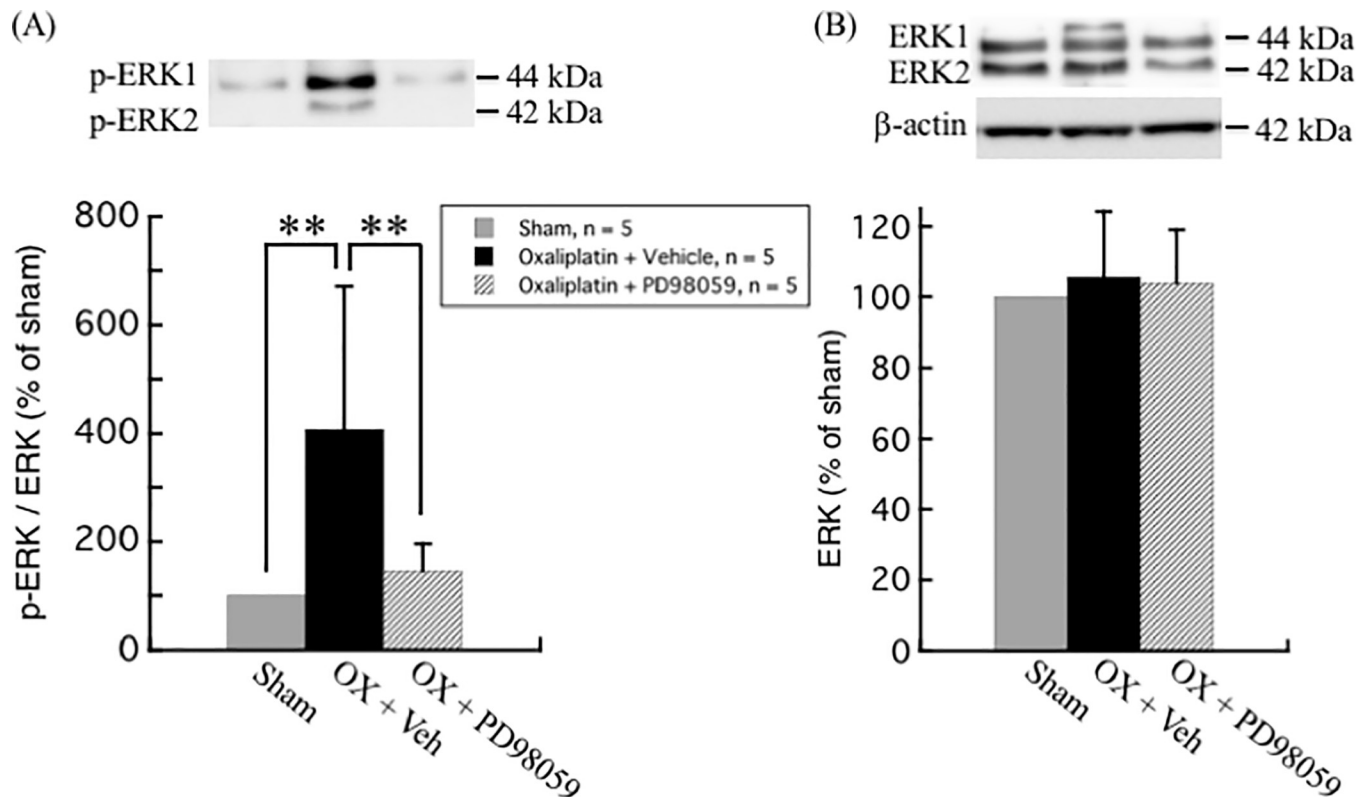 (A)
p-ERK1
p-ERK2
44 kDa
42 kDa
p-ERK / ERK (% of sham)
800
600
400
200
0
** **
Sham
OX + Veh
OX + PD98059
Sham, n = 5
Oxaliplatin + Vehicle, n = 5
Oxaliplatin + PD98059, n = 5
(B)
ERK1
ERK2
44 kDa
42 kDa
β-actin
42 kDa
ERK (% of sham)
120
100
80
60
40
20
0
Sham
OX + Veh
OX + PD98059